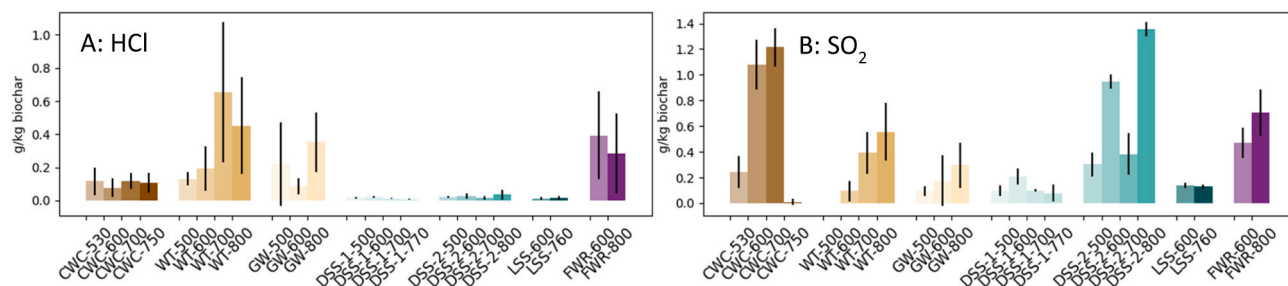 A: HCl
g/kg biochar
1.0
0.8
0.6
0.4
0.2
0.0
CWC-530
CWC-600
CWC-700
CWC-750
WT-500
WT-600
WT-700
WT-800
GW-500
GW-600
GW-800
DSS-1-500
DSS-1-600
DSS-1-700
DSS-1-770
DSS-2-500
DSS-2-600
DSS-2-700
DSS-2-800
LSS-600
LSS-760
FWR-600
FWR-800
B: SO₂
g/kg biochar
1.4
1.2
1.0
0.8
0.6
0.4
0.2
0.0
CWC-530
CWC-600
CWC-700
CWC-750
WT-500
WT-600
WT-700
WT-800
GW-500
GW-600
GW-800
DSS-1-500
DSS-1-600
DSS-1-700
DSS-1-770
DSS-2-500
DSS-2-600
DSS-2-700
DSS-2-800
LSS-600
LSS-760
FWR-600
FWR-800